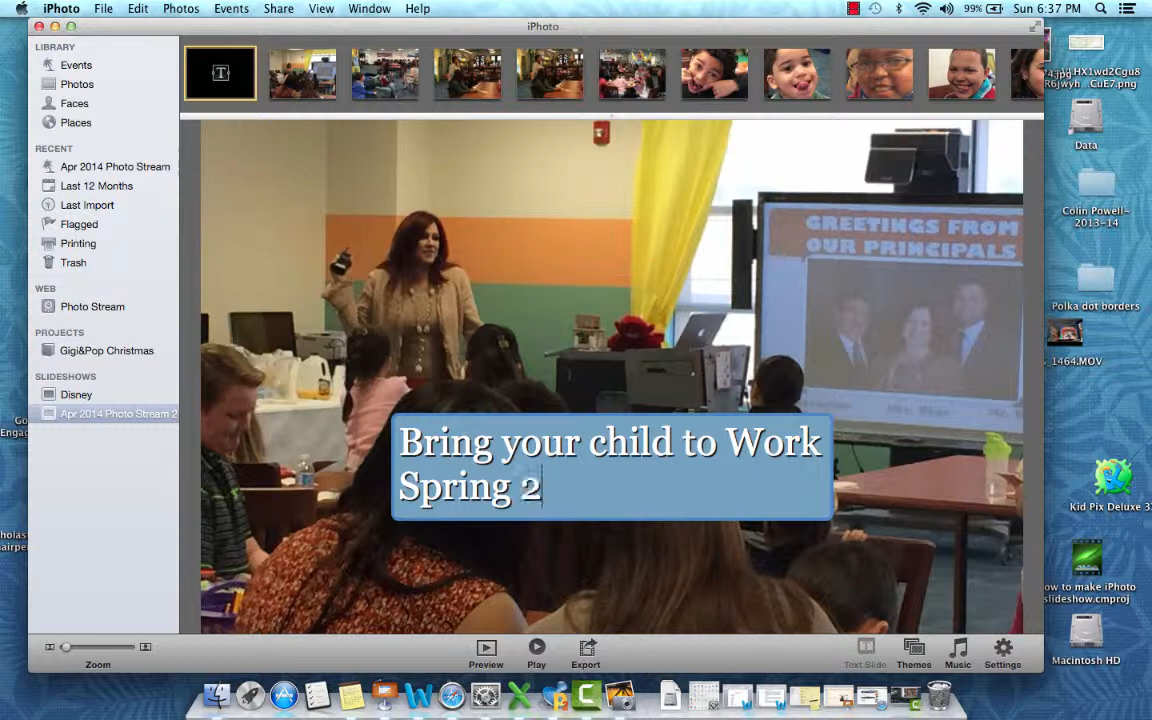 iPhoto File Edit Photos Events Share View Window Help 99% Sun 6:37 PM
iPhoto
LIBRARY
Events
Photos
Faces
Places
RECENT
Apr 2014 Photo Stream
Last 12 Months
Last Import
Flagged
Printing
Trash
WEB
Photo Stream
PROJECTS
Gigi&Pop Christmas
SLIDESHOWS
Disney
Apr 2014 Photo Stream 2
T
GREETINGS FROM
OUR PRINCIPALS
Bring your child to Work
Spring 2
Zoom
Preview Play Export
Text Slide Themes Music Settings
Data
Colin Powell~
2013-14
Polka dot borders
_1464.MOV
Kid Pix Deluxe 3
ow to make iPhoto
slideshow.cmproj
Macintosh HD